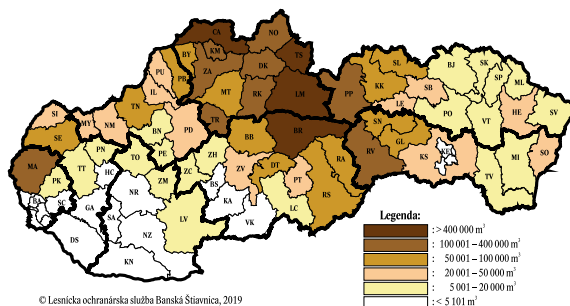 CA
NO
BY
KM
TS
PU
PB
ZA
DK
IL
MT
RK
LM
PP
SL
BJ
SK
SP
ML
KK
SB
LE
HE
SV
PO
VT
SI
MY
NM
TN
TR
SE
BN
PD
BB
BR
SN
GL
MA
PN
PE
ZH
RV
KS
KE
MI
SO
TV
PK
TT
HC
TO
ZM
ZC
BS
ZV
DT
PT
RA
RS
BA
SC
GA
NR
SA
LV
KA
LC
VK
DS
NZ
KN
Legenda:
: > 400 000 m³
: 100 001 – 400 000 m³
: 50 001 – 100 000 m³
: 20 001 – 50 000 m³
: 5 001 – 20 000 m³
: < 5 101 m³
© Lesnícka ochranárska služba Banská Štiavnica, 2019